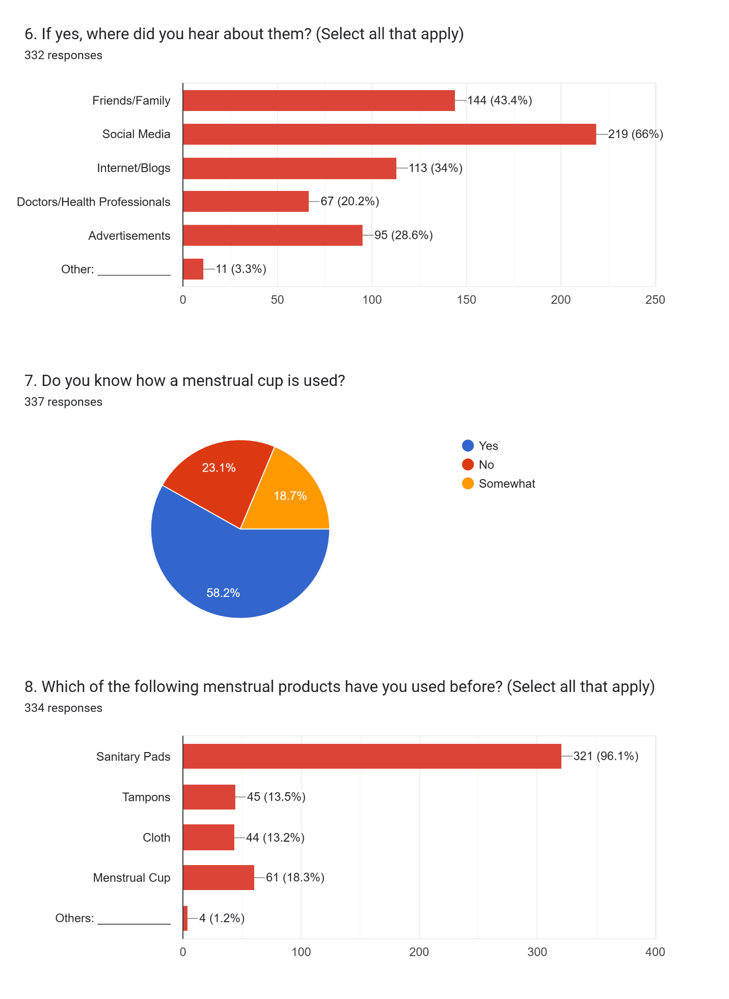 6. If yes, where did you hear about them? (Select all that apply)
332 responses
Friends/Family
144 (43.4%)
Social Media
219 (66%)
Internet/Blogs
113 (34%)
Doctors/Health Professionals
67 (20.2%)
Advertisements
95 (28.6%)
Other: ___________
11 (3.3%)
0 50 100 150 200 250
7. Do you know how a menstrual cup is used?
337 responses
Yes
No
Somewhat
23.1%
18.7%
58.2%
8. Which of the following menstrual products have you used before? (Select all that apply)
334 responses
Sanitary Pads
321 (96.1%)
Tampons
45 (13.5%)
Cloth
44 (13.2%)
Menstrual Cup
61 (18.3%)
Others: ___________
4 (1.2%)
0 100 200 300 400